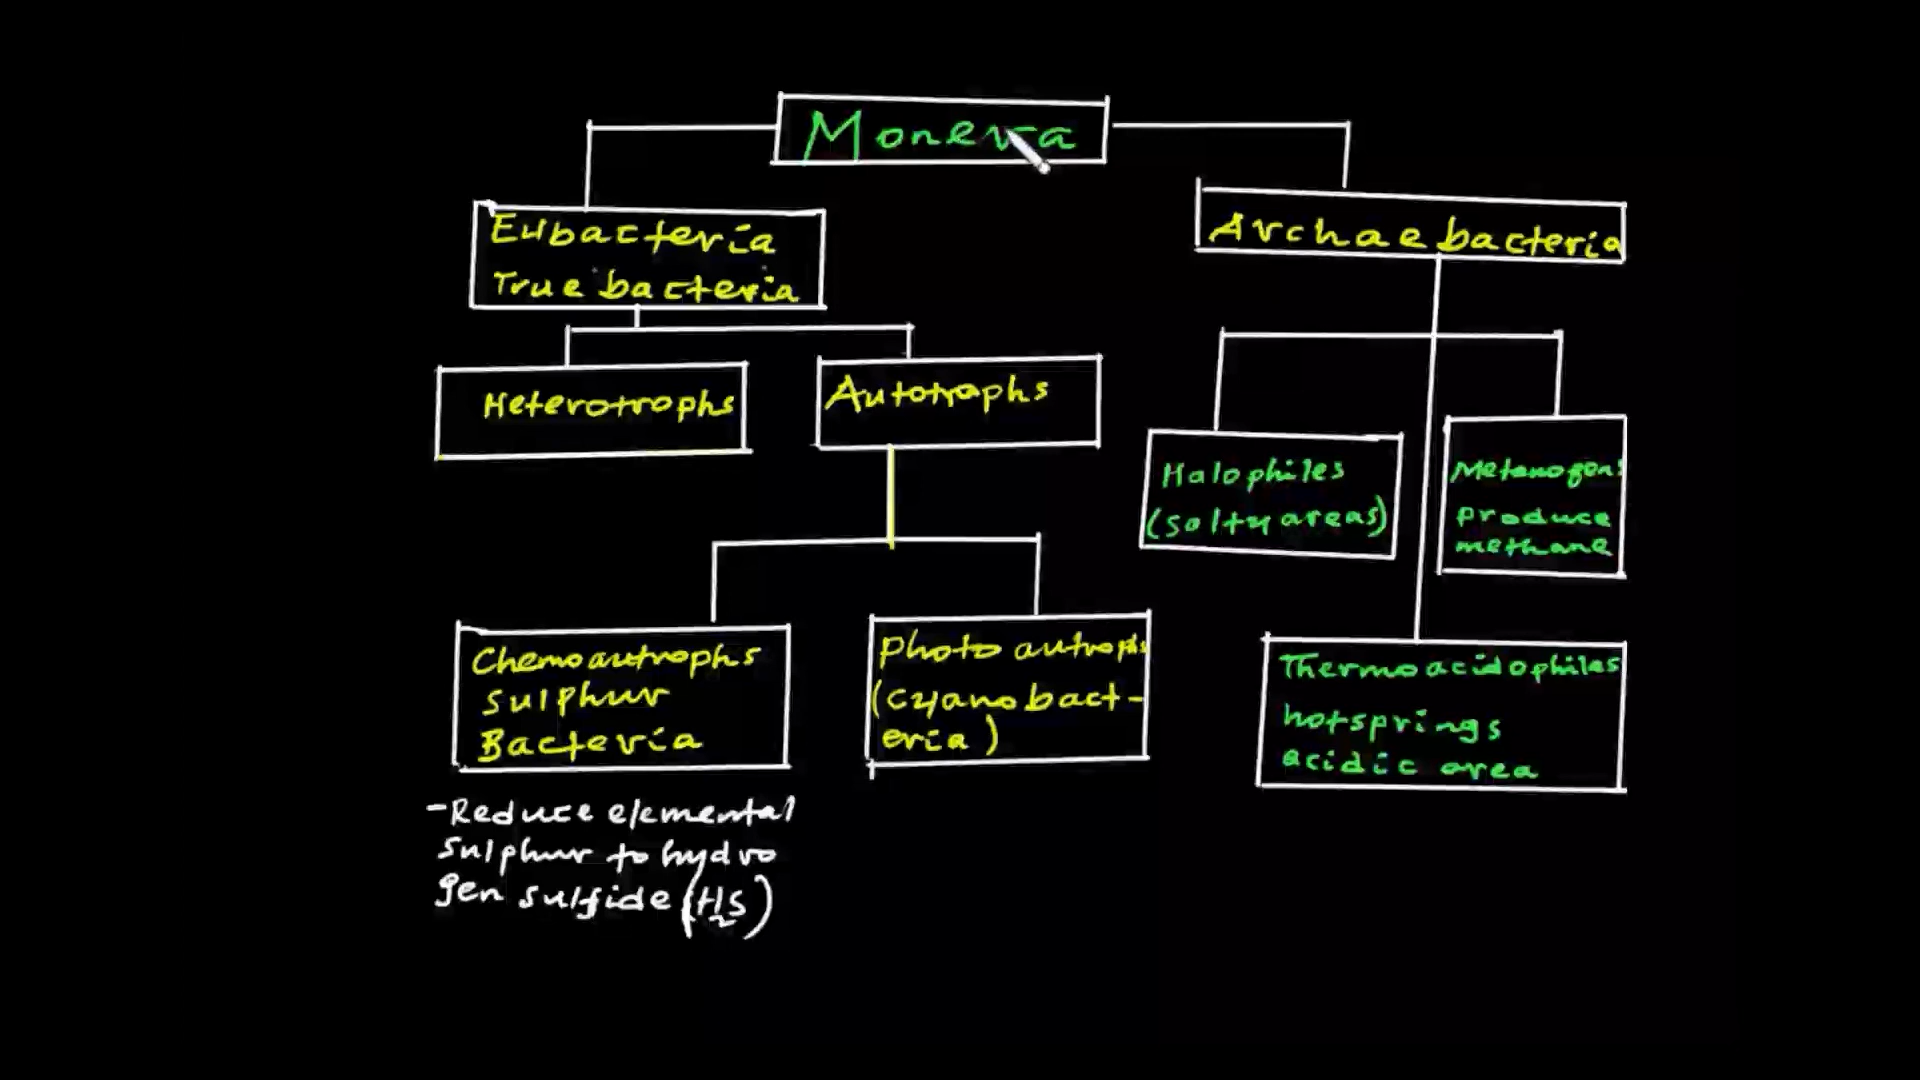 Monera
Eubacteria
True bacteria
Archaebacteria
Heterotrophs
Autotrophs
Halophiles
(salty areas)
Metanogens
produce
methane
Chemoautrophs
sulphur
Bacteria
photo autrophs
(cyanobact-
eria)
Thermoacidophiles
hotsprings
acidic area
-Reduce elemental
sulphur to hydro
gen sulfide (H2S)